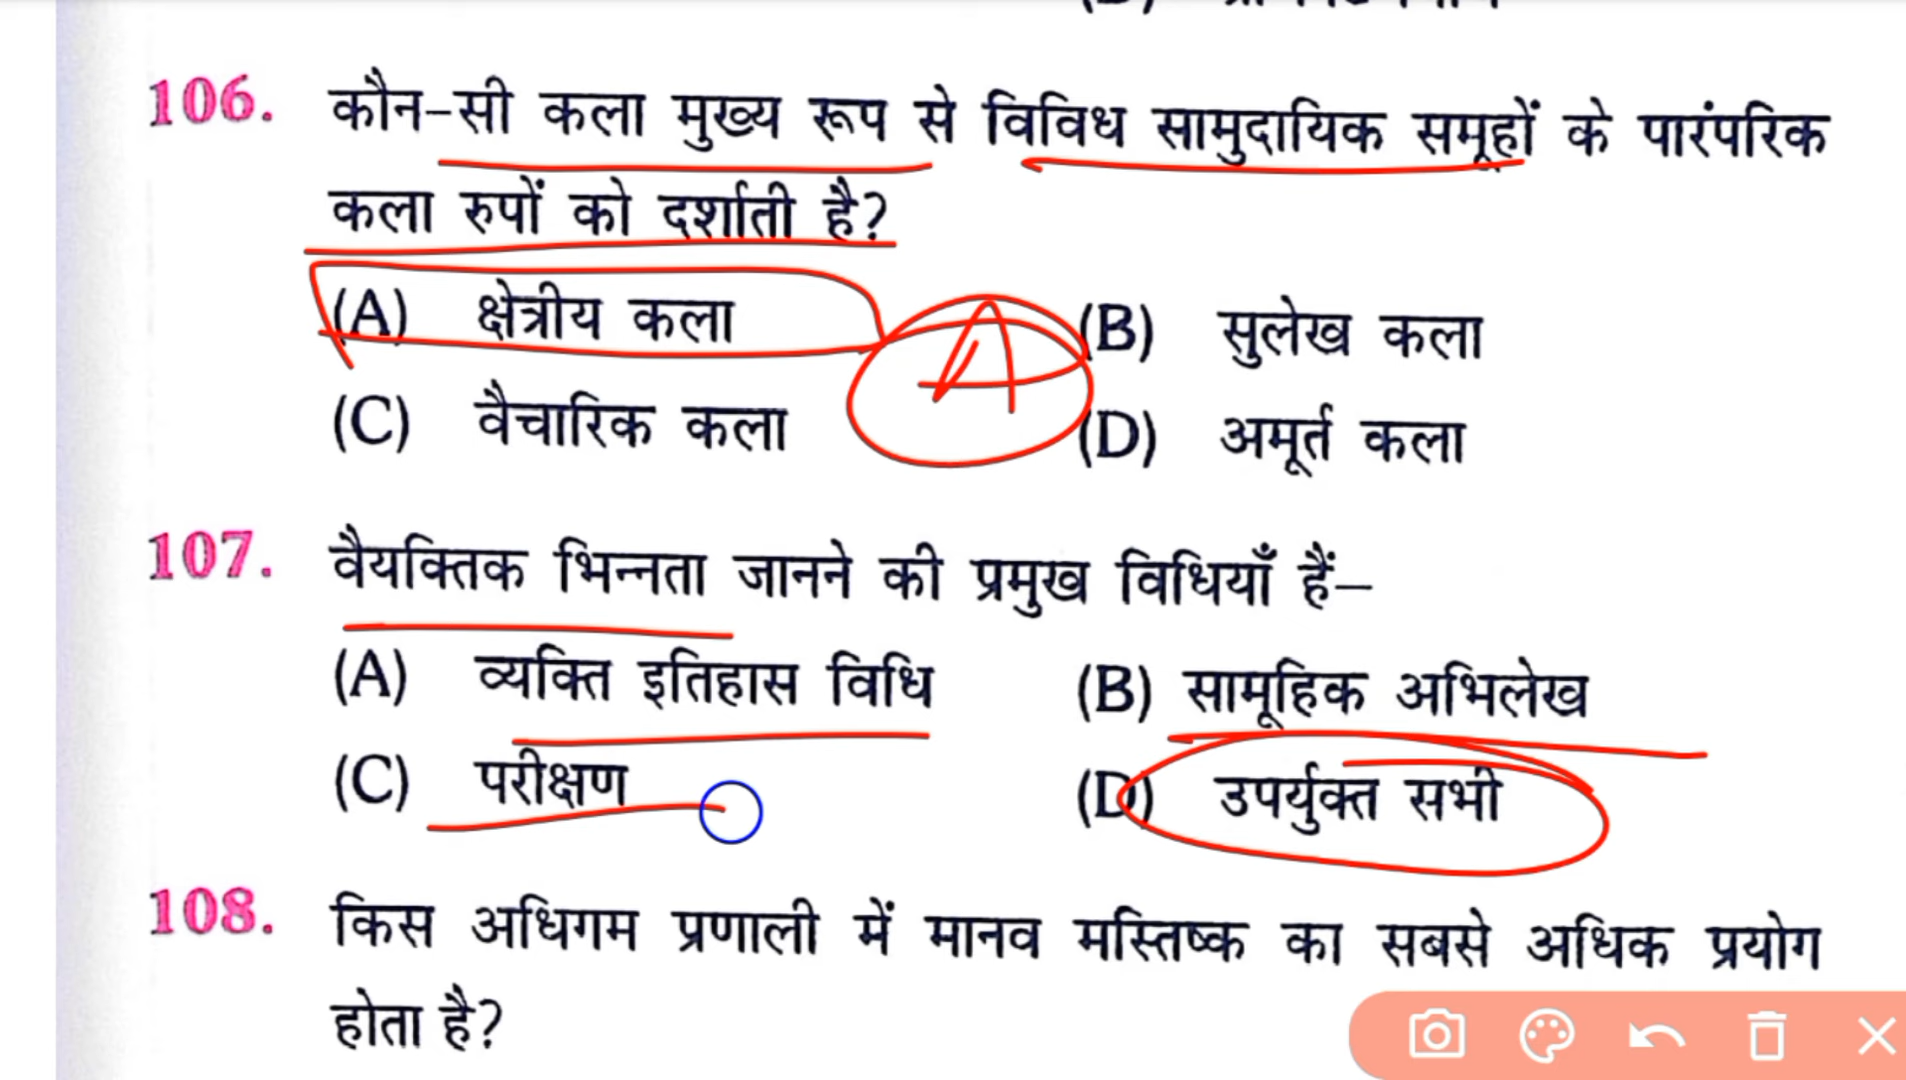 106. कौन-सी कला मुख्य रूप से विविध सामुदायिक समूहों के पारंपरिक
कला रुपों को दर्शाती है?
(A) क्षेत्रीय कला (B) सुलेख कला
A
(C) वैचारिक कला (D) अमूर्त कला
107. वैयक्तिक भिन्नता जानने की प्रमुख विधियाँ हैं–
(A) व्यक्ति इतिहास विधि (B) सामूहिक अभिलेख
(C) परीक्षण (D) उपर्युक्त सभी
108. किस अधिगम प्रणाली में मानव मस्तिष्क का सबसे अधिक प्रयोग
होता है?